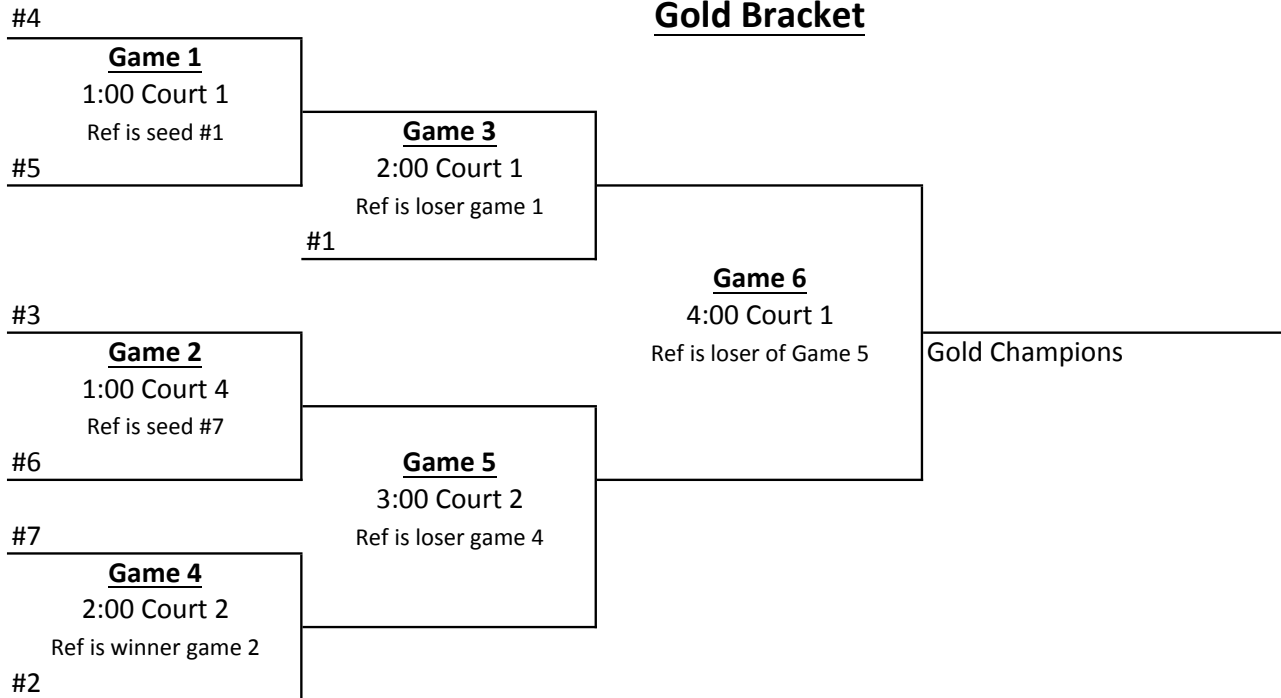 Gold Bracket
#4
Game 1
1:00 Court 1
Ref is seed #1
#5
Game 3
2:00 Court 1
Ref is loser game 1
#1
#3
Game 2
1:00 Court 4
Ref is seed #7
#6
Game 5
3:00 Court 2
Ref is loser game 4
#7
Game 4
2:00 Court 2
Ref is winner game 2
#2
Game 6
4:00 Court 1
Ref is loser of Game 5
Gold Champions